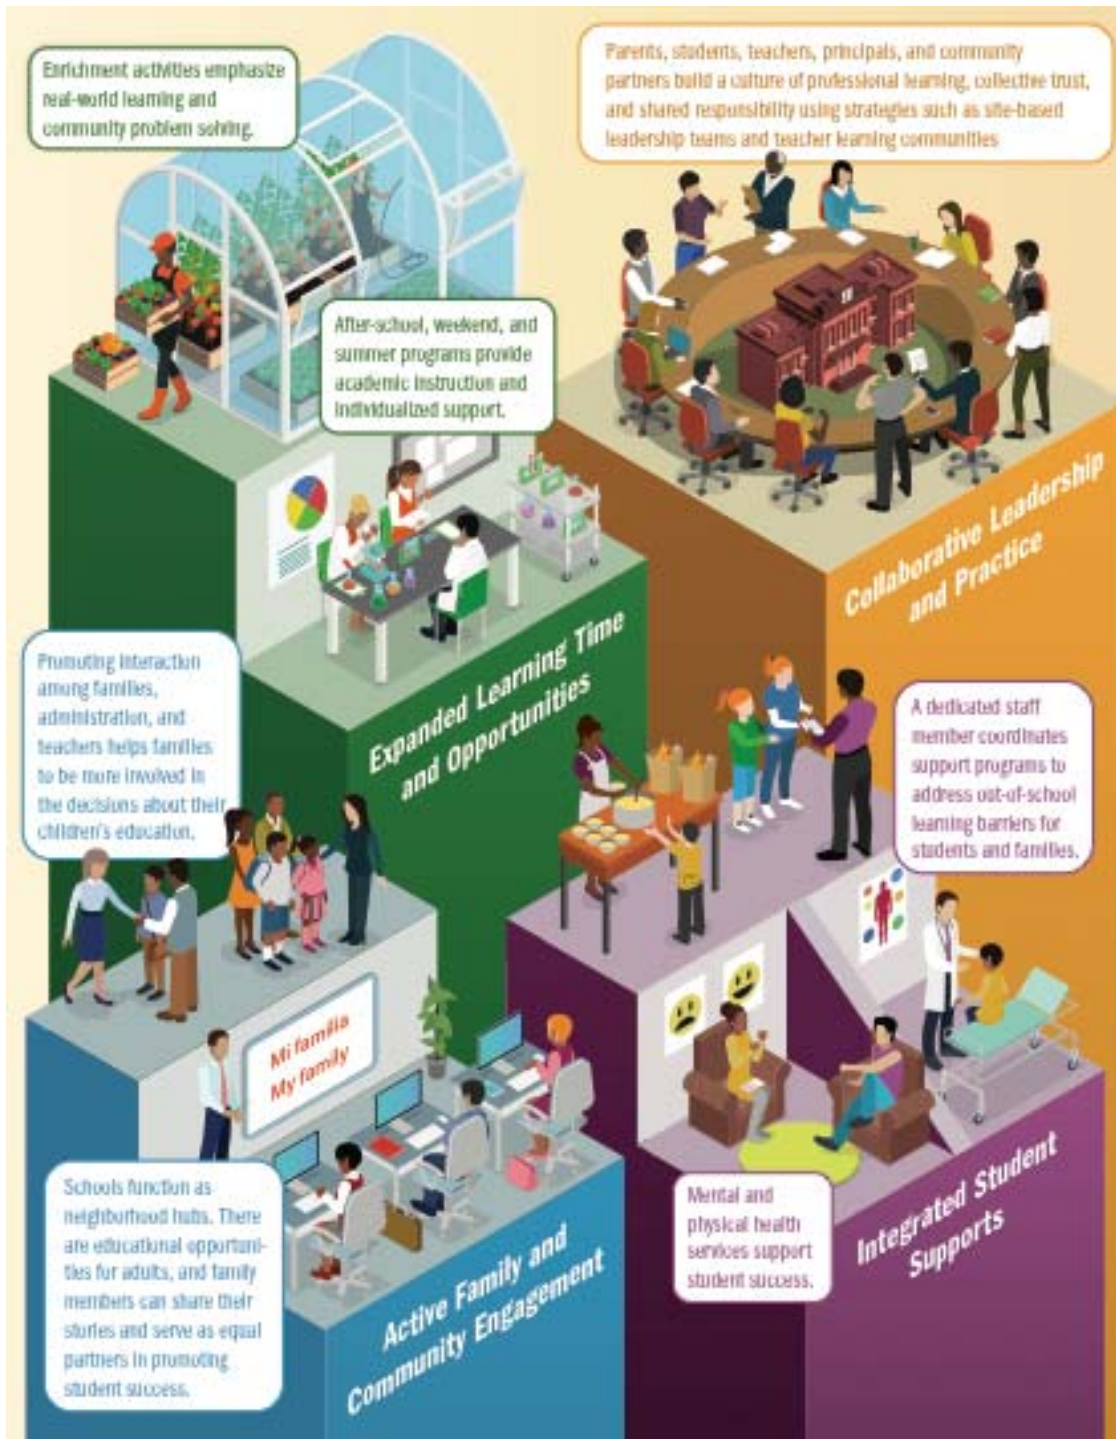 Enrichment activities emphasize
real-world learning and
community problem solving.
Parents, students, teachers, principals, and community
partners build a culture of professional learning, collective trust,
and shared responsibility using strategies such as site-based
leadership teams and teacher learning communities
After-school, weekend, and
summer programs provide
academic instruction and
individualized support.
Collaborative Leadership
and Practice
Expanded Learning Time
and Opportunities
Promoting interaction
among families,
administration, and
teachers helps families
to be more involved in
the decisions about their
children's education.
A dedicated staff
member coordinates
support programs to
address out-of-school
learning barriers for
students and families.
Mi familia
My family
Schools function as
neighborhood hubs. There
are educational opportuni-
ties for adults, and family
members can share their
stories and serve as equal
partners in promoting
student success.
Mental and
physical health
services support
student success.
Active Family and
Community Engagement
Integrated Student
Supports